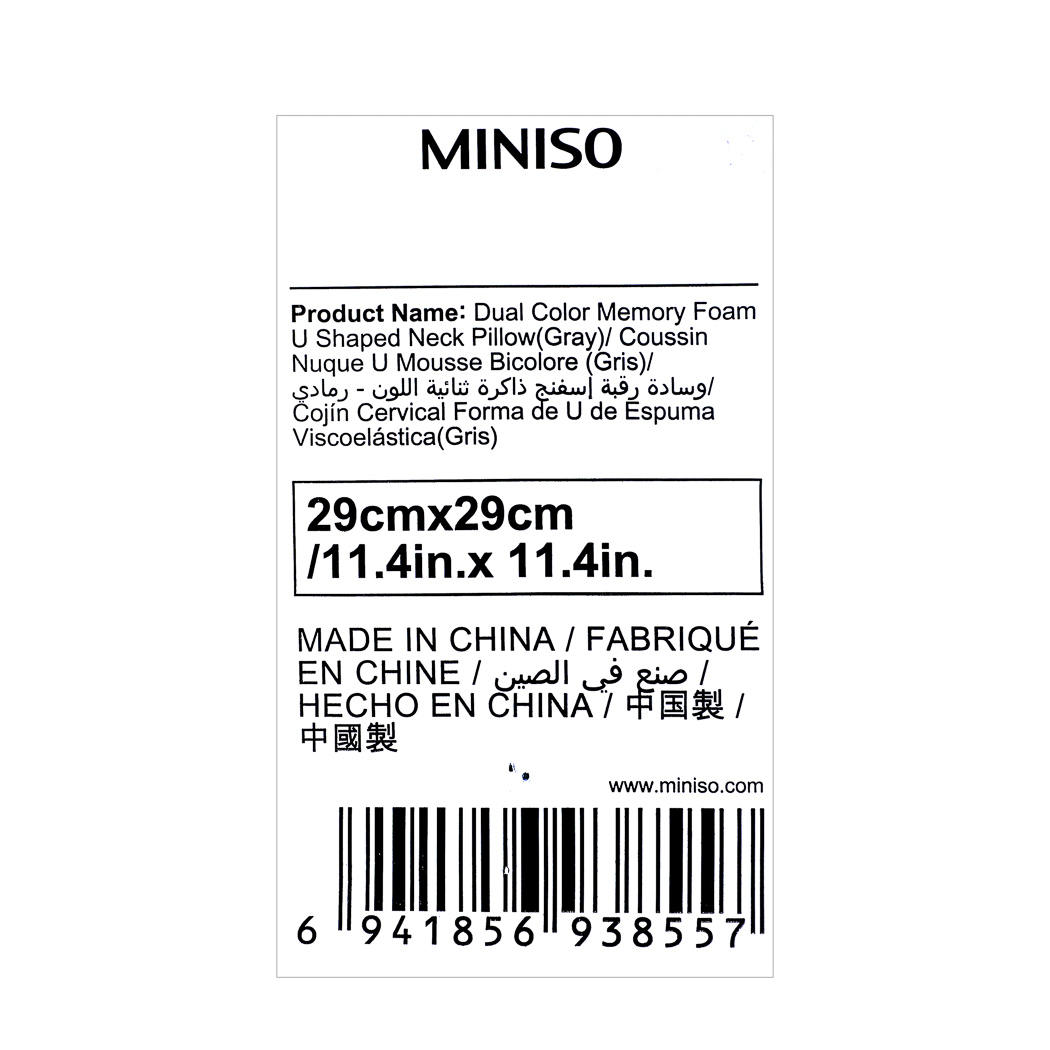 MINISO
Product Name: Dual Color Memory Foam
U Shaped Neck Pillow(Gray)/ Coussin
Nuque U Mousse Bicolore (Gris)/
وسادة رقبة إسفنج ذاكرة ثنائية اللون - رمادي/
Cojín Cervical Forma de U de Espuma
Viscoelástica(Gris)
29cmx29cm
/11.4in.x 11.4in.
MADE IN CHINA / FABRIQUÉ
EN CHINE / صنع في الصين /
HECHO EN CHINA / 中国製 /
中國製
www.miniso.com
6 941856 938557